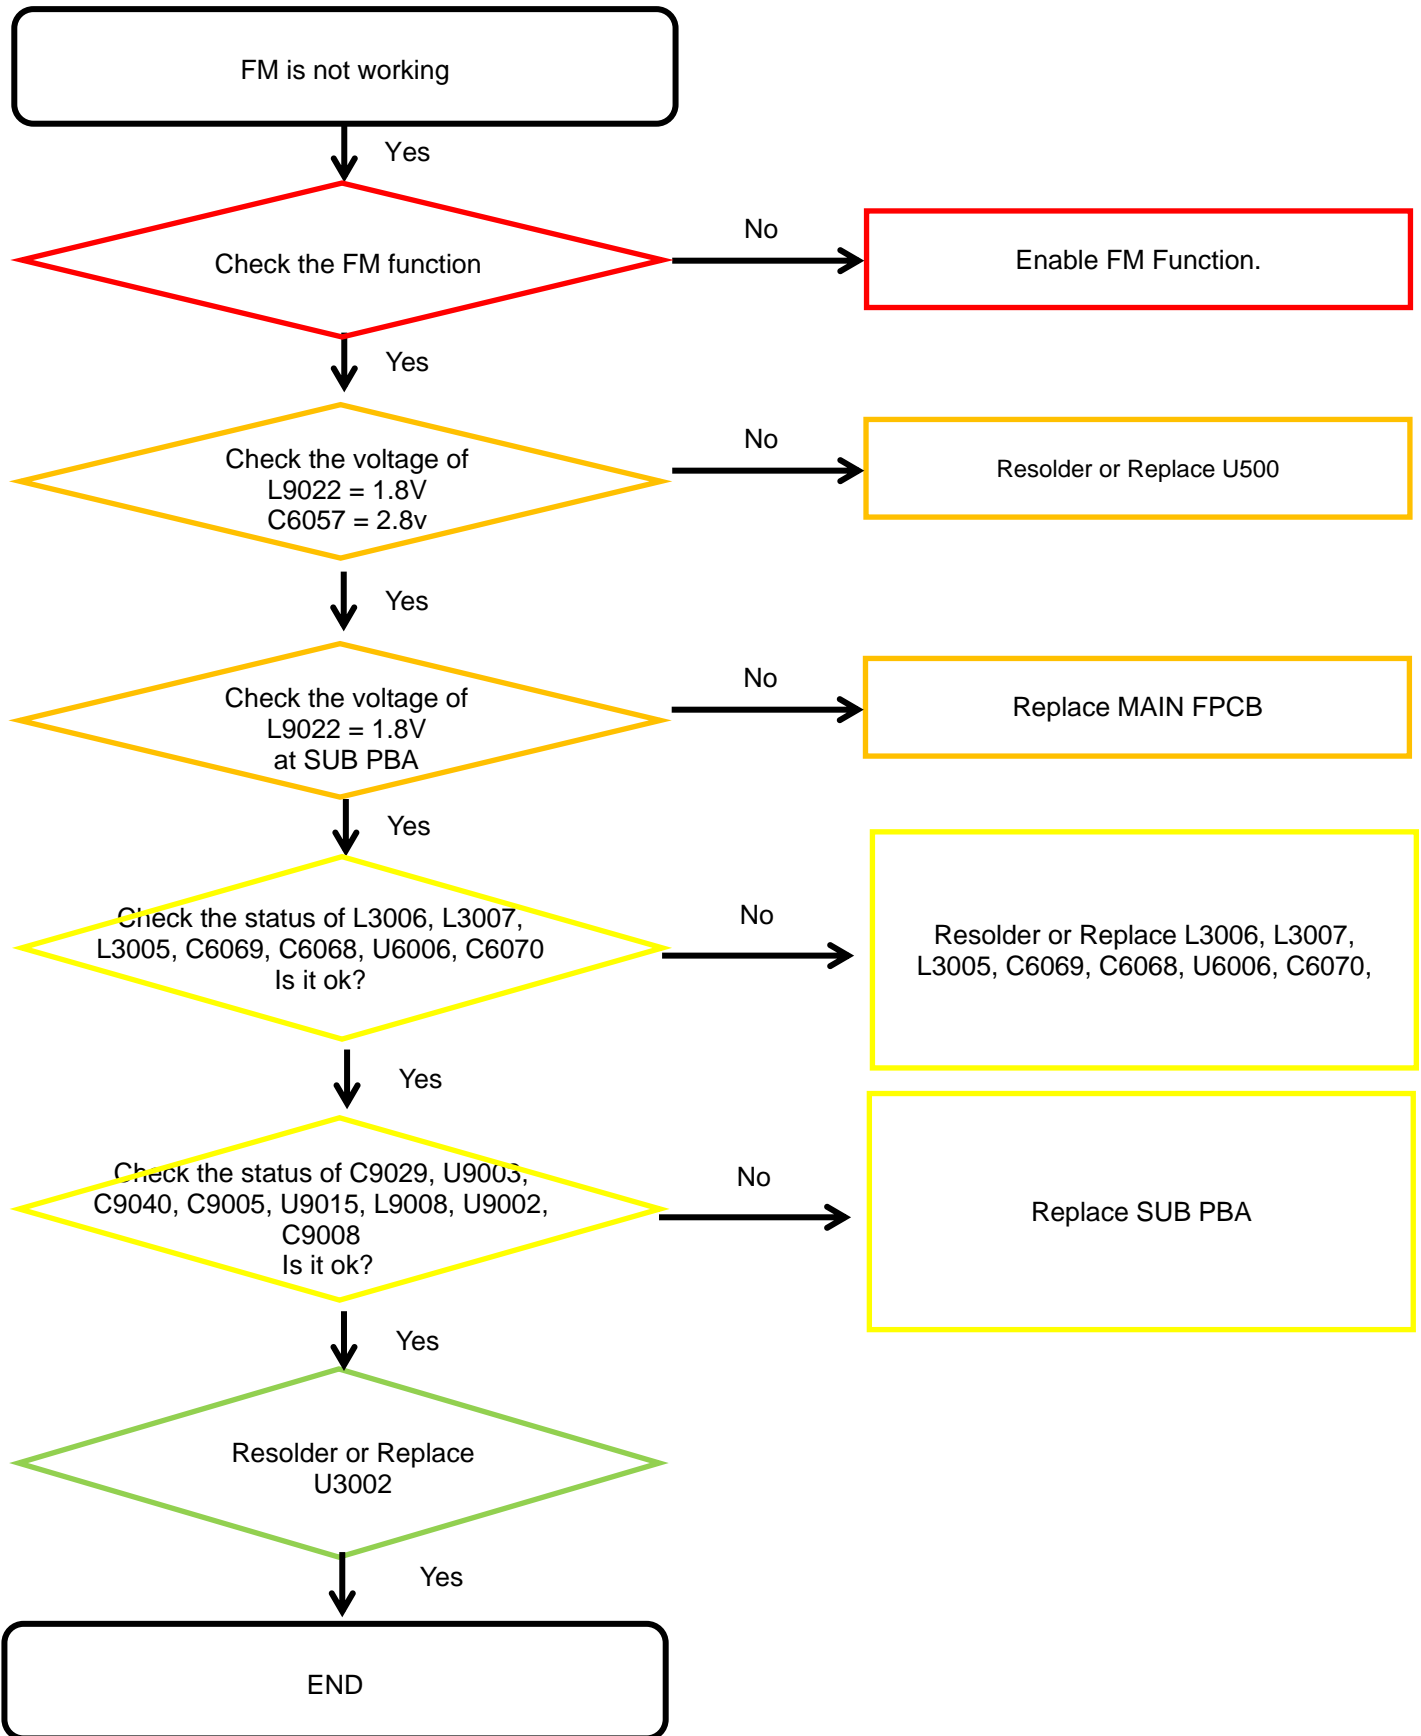 FM is not working
Yes
Check the FM function
No
Enable FM Function.
Yes
Check the voltage of
L9022 = 1.8V
C6057 = 2.8v
No
Resolder or Replace U500
Yes
Check the voltage of
L9022 = 1.8V
at SUB PBA
No
Replace MAIN FPCB
Yes
Check the status of L3006, L3007,
L3005, C6069, C6068, U6006, C6070
Is it ok?
No
Resolder or Replace L3006, L3007,
L3005, C6069, C6068, U6006, C6070,
Yes
Check the status of C9029, U9003,
C9040, C9005, U9015, L9008, U9002,
C9008
Is it ok?
No
Replace SUB PBA
Yes
Resolder or Replace
U3002
Yes
END